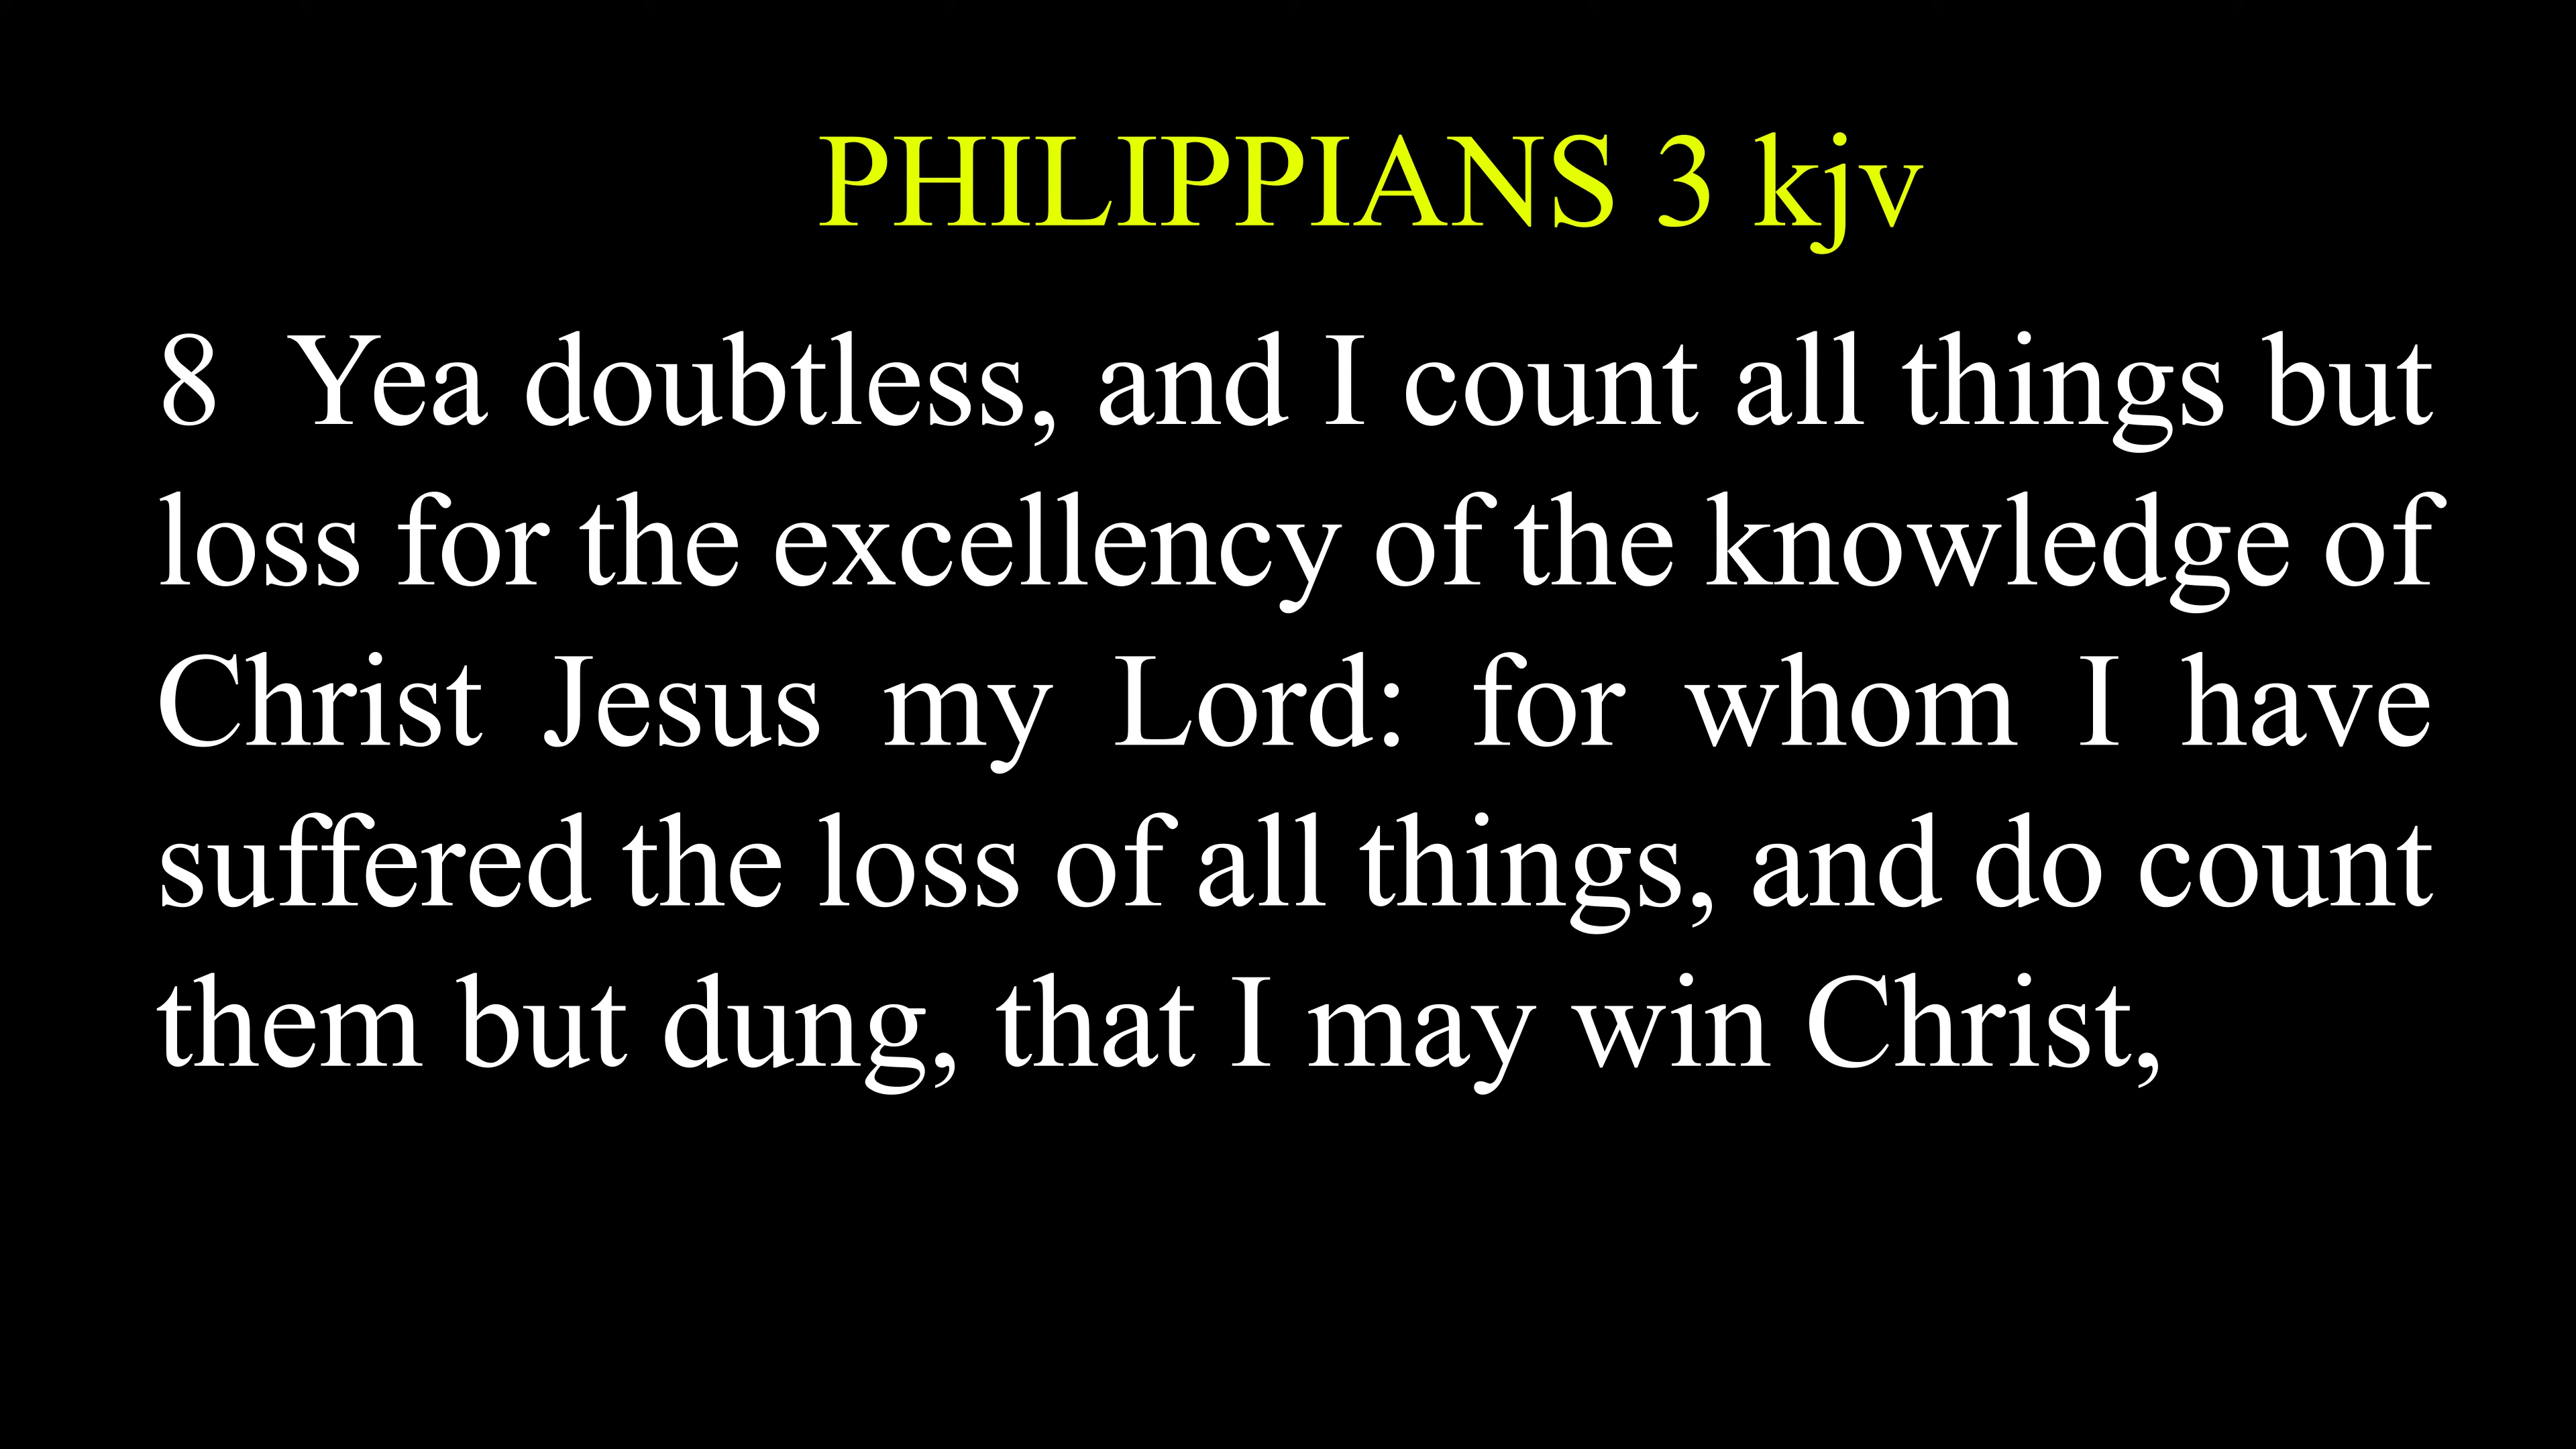 PHILIPPIANS 3 kjv
8 Yea doubtless, and I count all things but
loss for the excellency of the knowledge of
Christ Jesus my Lord: for whom I have
suffered the loss of all things, and do count
them but dung, that I may win Christ,